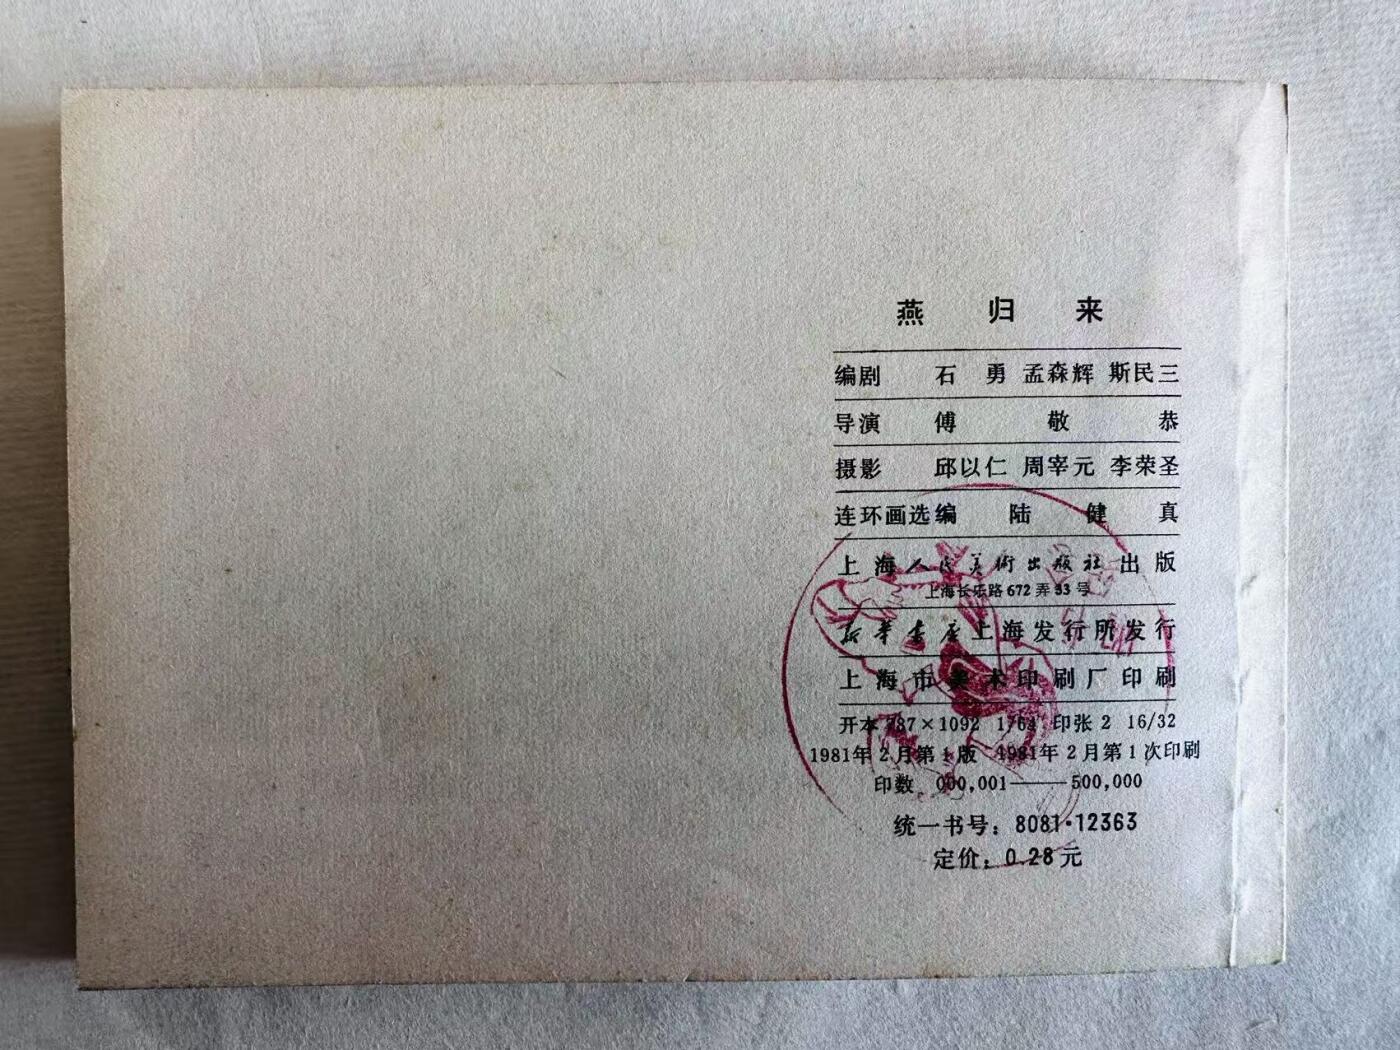 燕归来
编剧 石勇 孟森辉 斯民三
导演 傅敬恭
摄影 邱以仁 周宰元 李荣圣
连环画选编 陆健真
上海人民美術出版社出版
上海长乐路672弄33号
新华书店上海发行所发行
上海市美术印刷厂印刷
开本 787×1092 1/64 印张 2 16/32
1981年2月第1版 1981年2月第1次印刷
印数 000,001——500,000
统一书号：8081·12363
定价：0.28元